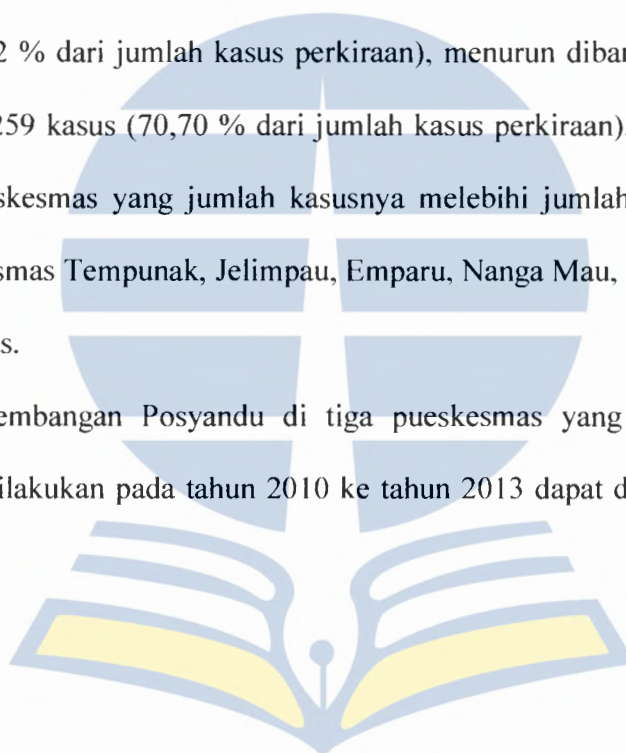 2 % dari jumlah kasus perkiraan), menurun dibar
259 kasus (70,70 % dari jumlah kasus perkiraan).
skesmas yang jumlah kasusnya melebihi jumlah
smas Tempunak, Jelimpau, Emparu, Nanga Mau,
s.
embangan Posyandu di tiga pueskesmas yang
ilakukan pada tahun 2010 ke tahun 2013 dapat d